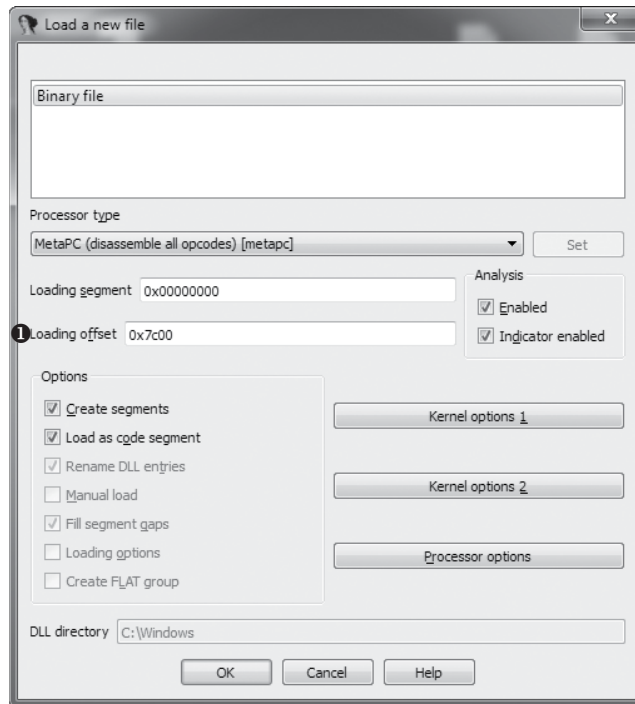 Load a new file
x
Binary file
Processor type
MetaPC (disassemble all opcodes) [metapc]
Set
Loading segment 0x00000000
Analysis
Enabled
Indicator enabled
❶ Loading offset 0x7c00
Options
Create segments
Load as code segment
Rename DLL entries
Manual load
Fill segment gaps
Loading options
Create FLAT group
Kernel options 1
Kernel options 2
Processor options
DLL directory C:\Windows
OK
Cancel
Help